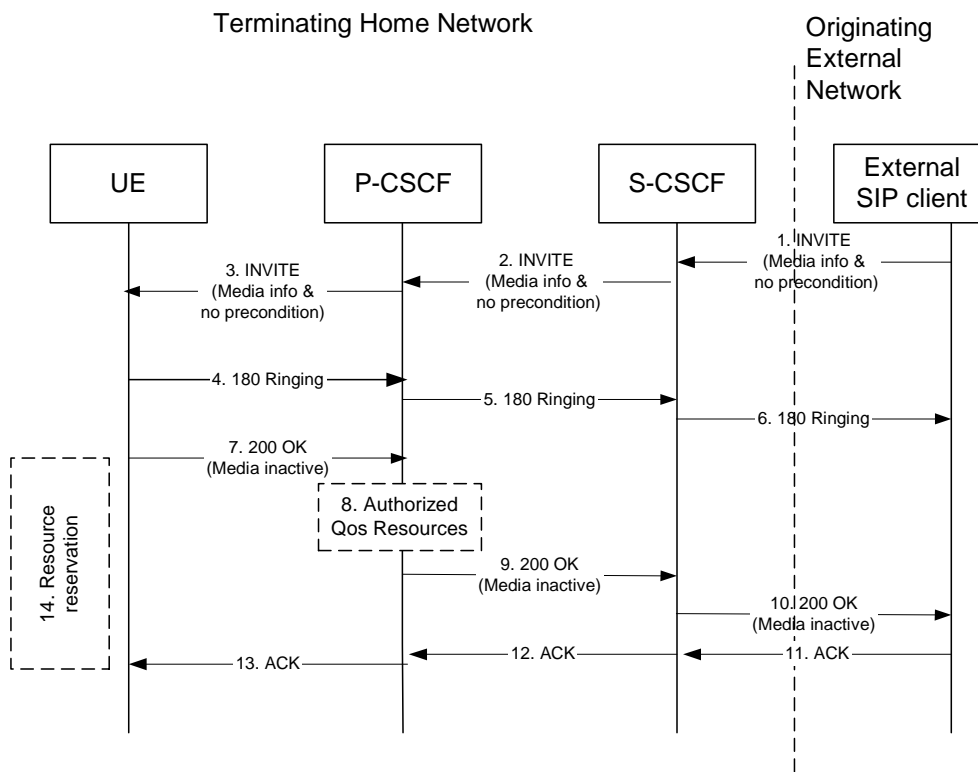 Terminating Home Network
Originating
External
Network
UE
P-CSCF
S-CSCF
External
SIP client
1. INVITE
(Media info &
no precondition)
2. INVITE
(Media info &
no precondition)
3. INVITE
(Media info &
no precondition)
4. 180 Ringing
5. 180 Ringing
6. 180 Ringing
7. 200 OK
(Media inactive)
8. Authorized
Qos Resources
9. 200 OK
(Media inactive)
10. 200 OK
(Media inactive)
11. ACK
12. ACK
13. ACK
14. Resource
reservation